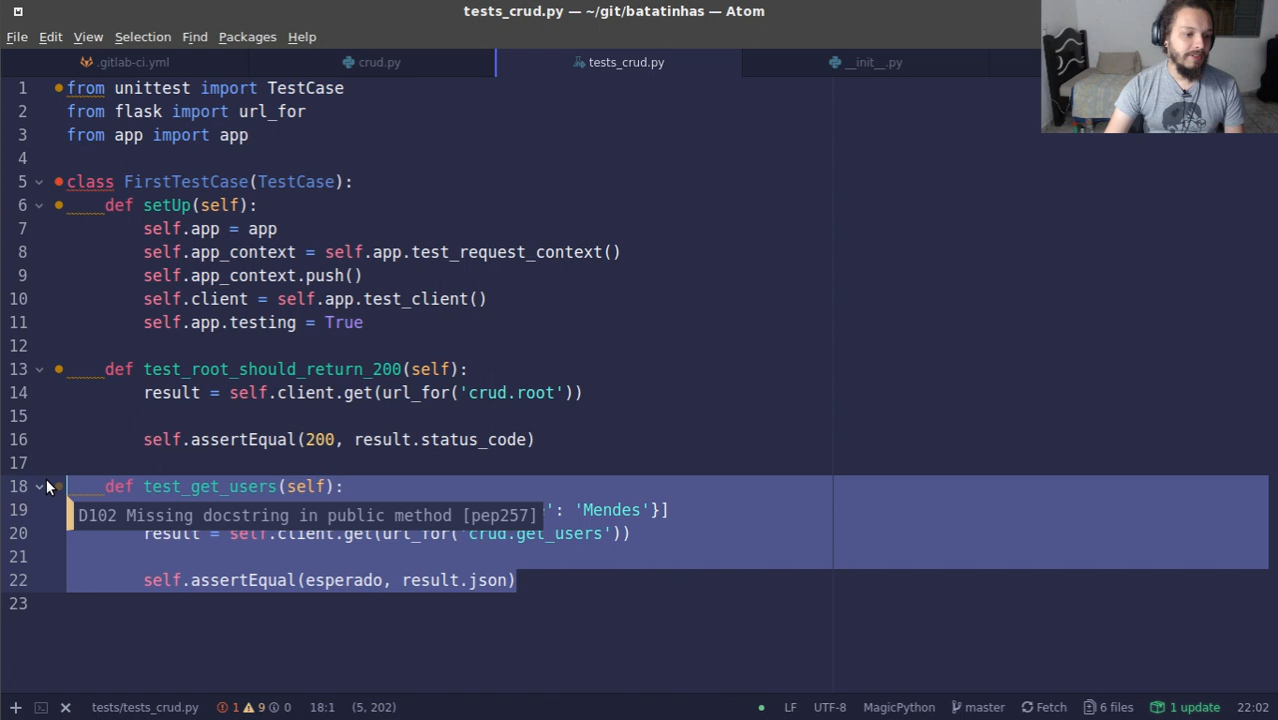 tests_crud.py — ~/git/batatinhas — Atom
File Edit View Selection Find Packages Help
.gitlab-ci.yml crud.py tests_crud.py __init__.py
1 from unittest import TestCase
2 from flask import url_for
3 from app import app
4
5 class FirstTestCase(TestCase):
6     def setUp(self):
7         self.app = app
8         self.app_context = self.app.test_request_context()
9         self.app_context.push()
10         self.client = self.app.test_client()
11         self.app.testing = True
12
13     def test_root_should_return_200(self):
14         result = self.client.get(url_for('crud.root'))
15
16         self.assertEqual(200, result.status_code)
17
18     def test_get_users(self):
19 ': 'Mendes'}]
D102 Missing docstring in public method [pep257]
20         result = self.client.get(url_for('crud.get_users'))
21
22         self.assertEqual(esperado, result.json)
23
tests/tests_crud.py 1 9 0 18:1 (5, 202) LF UTF-8 MagicPython master Fetch 6 files 1 update 22:02